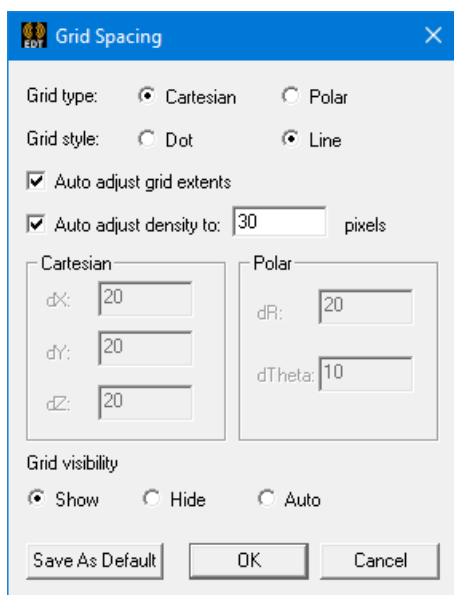 EDT Grid Spacing
Grid type: Cartesian Polar
Grid style: Dot Line
Auto adjust grid extents
Auto adjust density to: 30 pixels
Cartesian
dX: 20
dY: 20
dZ: 20
Polar
dR: 20
dTheta: 10
Grid visibility
Show Hide Auto
Save As Default OK Cancel